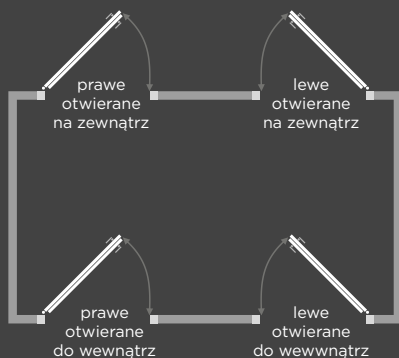 prawe
otwierane
na zewnątrz
lewe
otwierane
na zewnątrz
prawe
otwierane
do wewnątrz
lewe
otwierane
do wewwnątrz